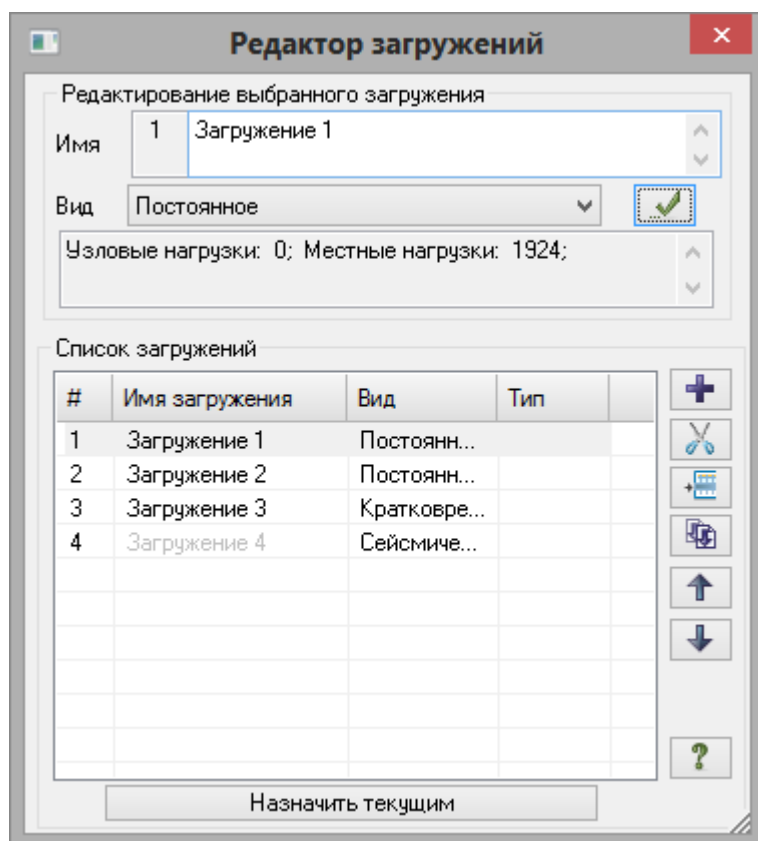 Редактор загружений
Редактирование выбранного загружения
Имя 1 Загружение 1
Вид Постоянное
Узловые нагрузки: 0; Местные нагрузки: 1924;
Список загружений
# Имя загружения Вид Тип
1 Загружение 1 Постоянн...
2 Загружение 2 Постоянн...
3 Загружение 3 Кратковре...
4 Загружение 4 Сейсмиче...
Назначить текущим